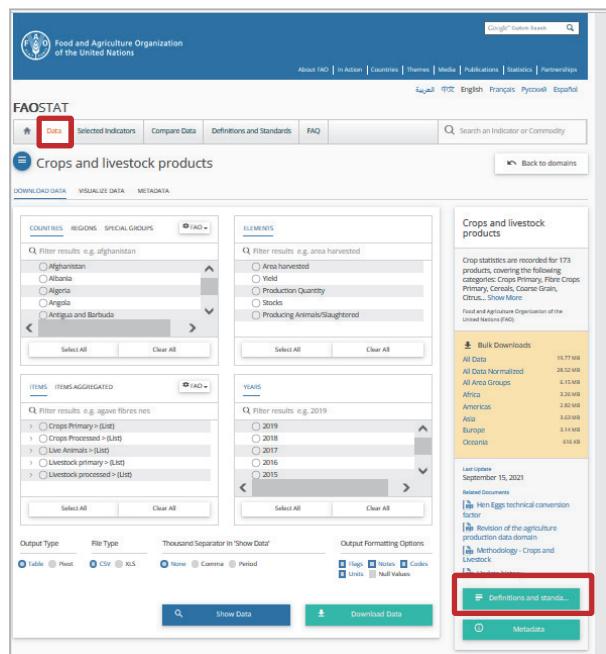 Google Custom Search
Food and Agriculture Organization
of the United Nations
About FAO | In Action | Countries | Themes | Media | Publications | Statistics | Partnerships
العربية 中文 English Français Русский Español
FAOSTAT
Data Selected Indicators Compare Data Definitions and Standards FAQ Search an Indicator or Commodity
Crops and livestock products
Back to domains
DOWNLOAD DATA VISUALIZE DATA METADATA
COUNTRIES REGIONS SPECIAL GROUPS FAO
Filter results e.g. afghanistan
Afghanistan
Albania
Algeria
Angola
Antigua and Barbuda
Select All Clear All
ELEMENTS
Filter results e.g. area harvested
Area harvested
Yield
Production Quantity
Stocks
Producing Animals/Slaughtered
Select All Clear All
ITEMS ITEMS AGGREGATED FAO
Filter results e.g. agave fibres nes
> Crops Primary > (List)
> Crops Processed > (List)
> Live Animals > (List)
> Livestock primary > (List)
> Livestock processed > (List)
Select All Clear All
YEARS
Filter results e.g. 2019
2019
2018
2017
2016
2015
Select All Clear All
Output Type File Type Thousand Separator in 'Show Data' Output Formatting Options
Table Pivot CSV XLS None Comma Period Flags Notes Codes
Units Null Values
Show Data Download Data
Crops and livestock
products
Crop statistics are recorded for 173
products, covering the following
categories: Crops Primary, Fibre Crops
Primary, Cereals, Coarse Grain,
Citrus... Show More
Food and Agriculture Organization of the
United Nations (FAO)
Bulk Downloads
All Data 19.77 MB
All Data Normalized 28.52 MB
All Area Groups 6.15 MB
Africa 3.26 MB
Americas 2.82 MB
Asia 3.63 MB
Europe 3.14 MB
Oceania 616 KB
Last Update
September 15, 2021
Related Documents
Hen Eggs technical conversion
factor
Revision of the agriculture
production data domain
Methodology - Crops and
Livestock
Update history
Definitions and standa...
Metadata